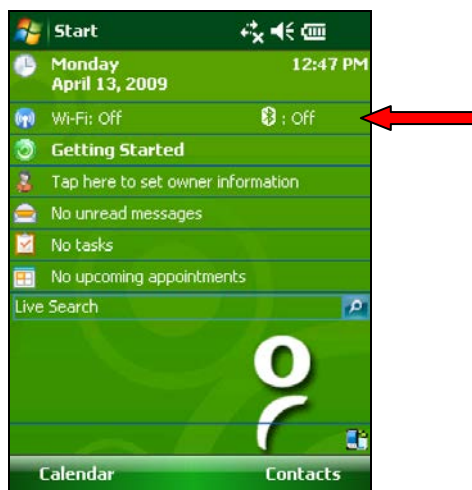 Start
Monday 12:47 PM
April 13, 2009
Wi-Fi: Off : Off
Getting Started
Tap here to set owner information
No unread messages
No tasks
No upcoming appointments
Live Search
Calendar Contacts